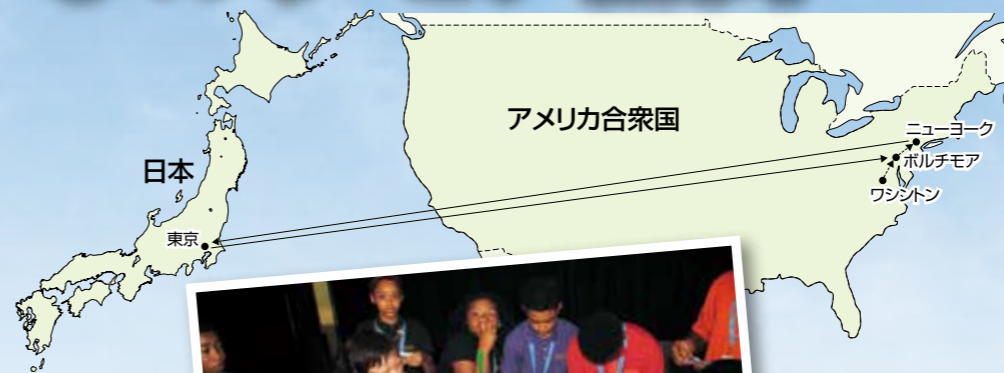 アメリカ合衆国
ニューヨーク
ボルチモア
ワシントン
日本
東京